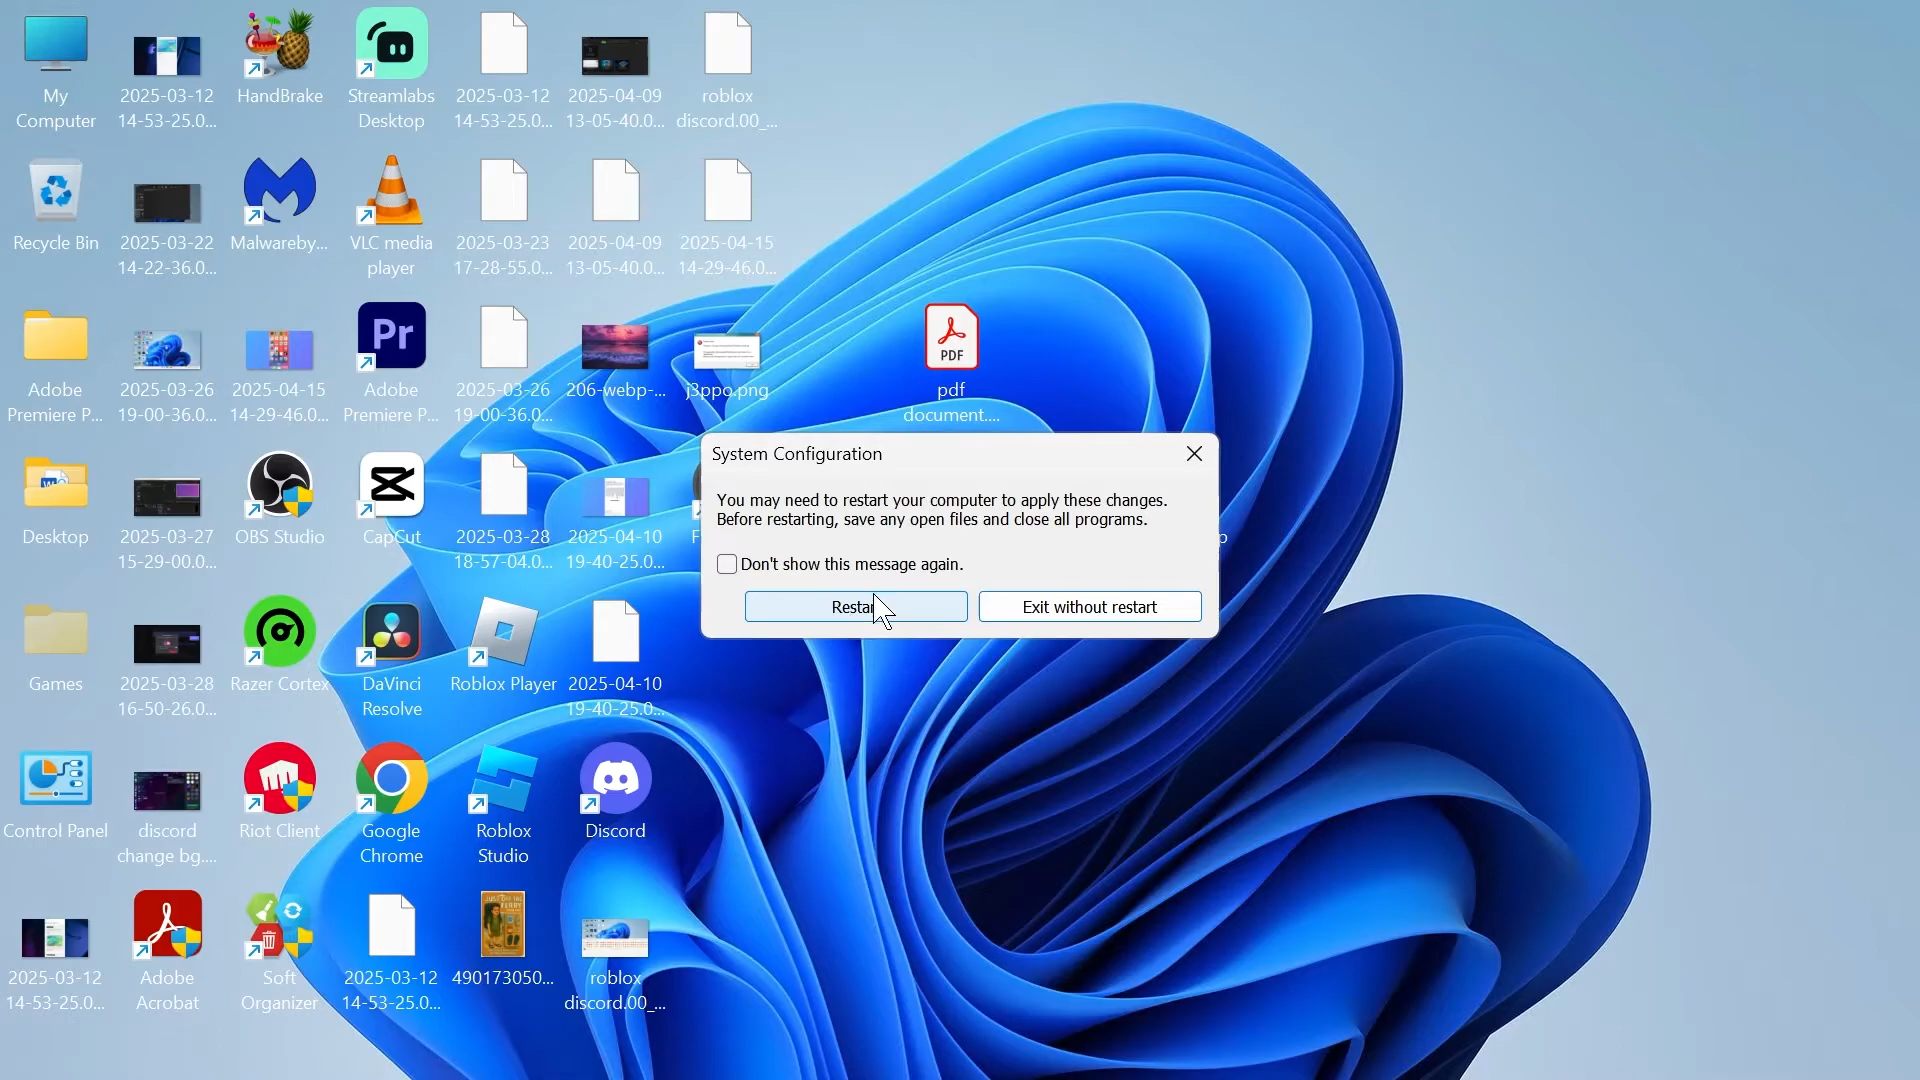 My
Computer
2025-03-12
14-53-25.0...
HandBrake
Streamlabs
Desktop
2025-03-12
14-53-25.0...
2025-04-09
13-05-40.0...
roblox
discord.00_...
Recycle Bin
2025-03-22
14-22-36.0...
Malwareby...
VLC media
player
2025-03-23
17-28-55.0...
2025-04-09
13-05-40.0...
2025-04-15
14-29-46.0...
Adobe
Premiere P...
2025-03-26
19-00-36.0...
2025-04-15
14-29-46.0...
Pr
Adobe
Premiere P...
2025-03-26
19-00-36.0...
206-webp-...
j3ppo.png
PDF
pdf
document....
Desktop
2025-03-27
15-29-00.0...
OBS Studio
CapCut
2025-03-28
18-57-04.0...
2025-04-10
19-40-25.0...
System Configuration
You may need to restart your computer to apply these changes.
Before restarting, save any open files and close all programs.
Don't show this message again.
Restar
Exit without restart
Games
2025-03-28
16-50-26.0...
Razer Cortex
DaVinci
Resolve
Roblox Player
2025-04-10
19-40-25.0...
Control Panel
discord
change bg....
Riot Client
Google
Chrome
Roblox
Studio
Discord
2025-03-12
14-53-25.0...
Adobe
Acrobat
Soft
Organizer
2025-03-12
14-53-25.0...
490173050...
roblox
discord.00_...